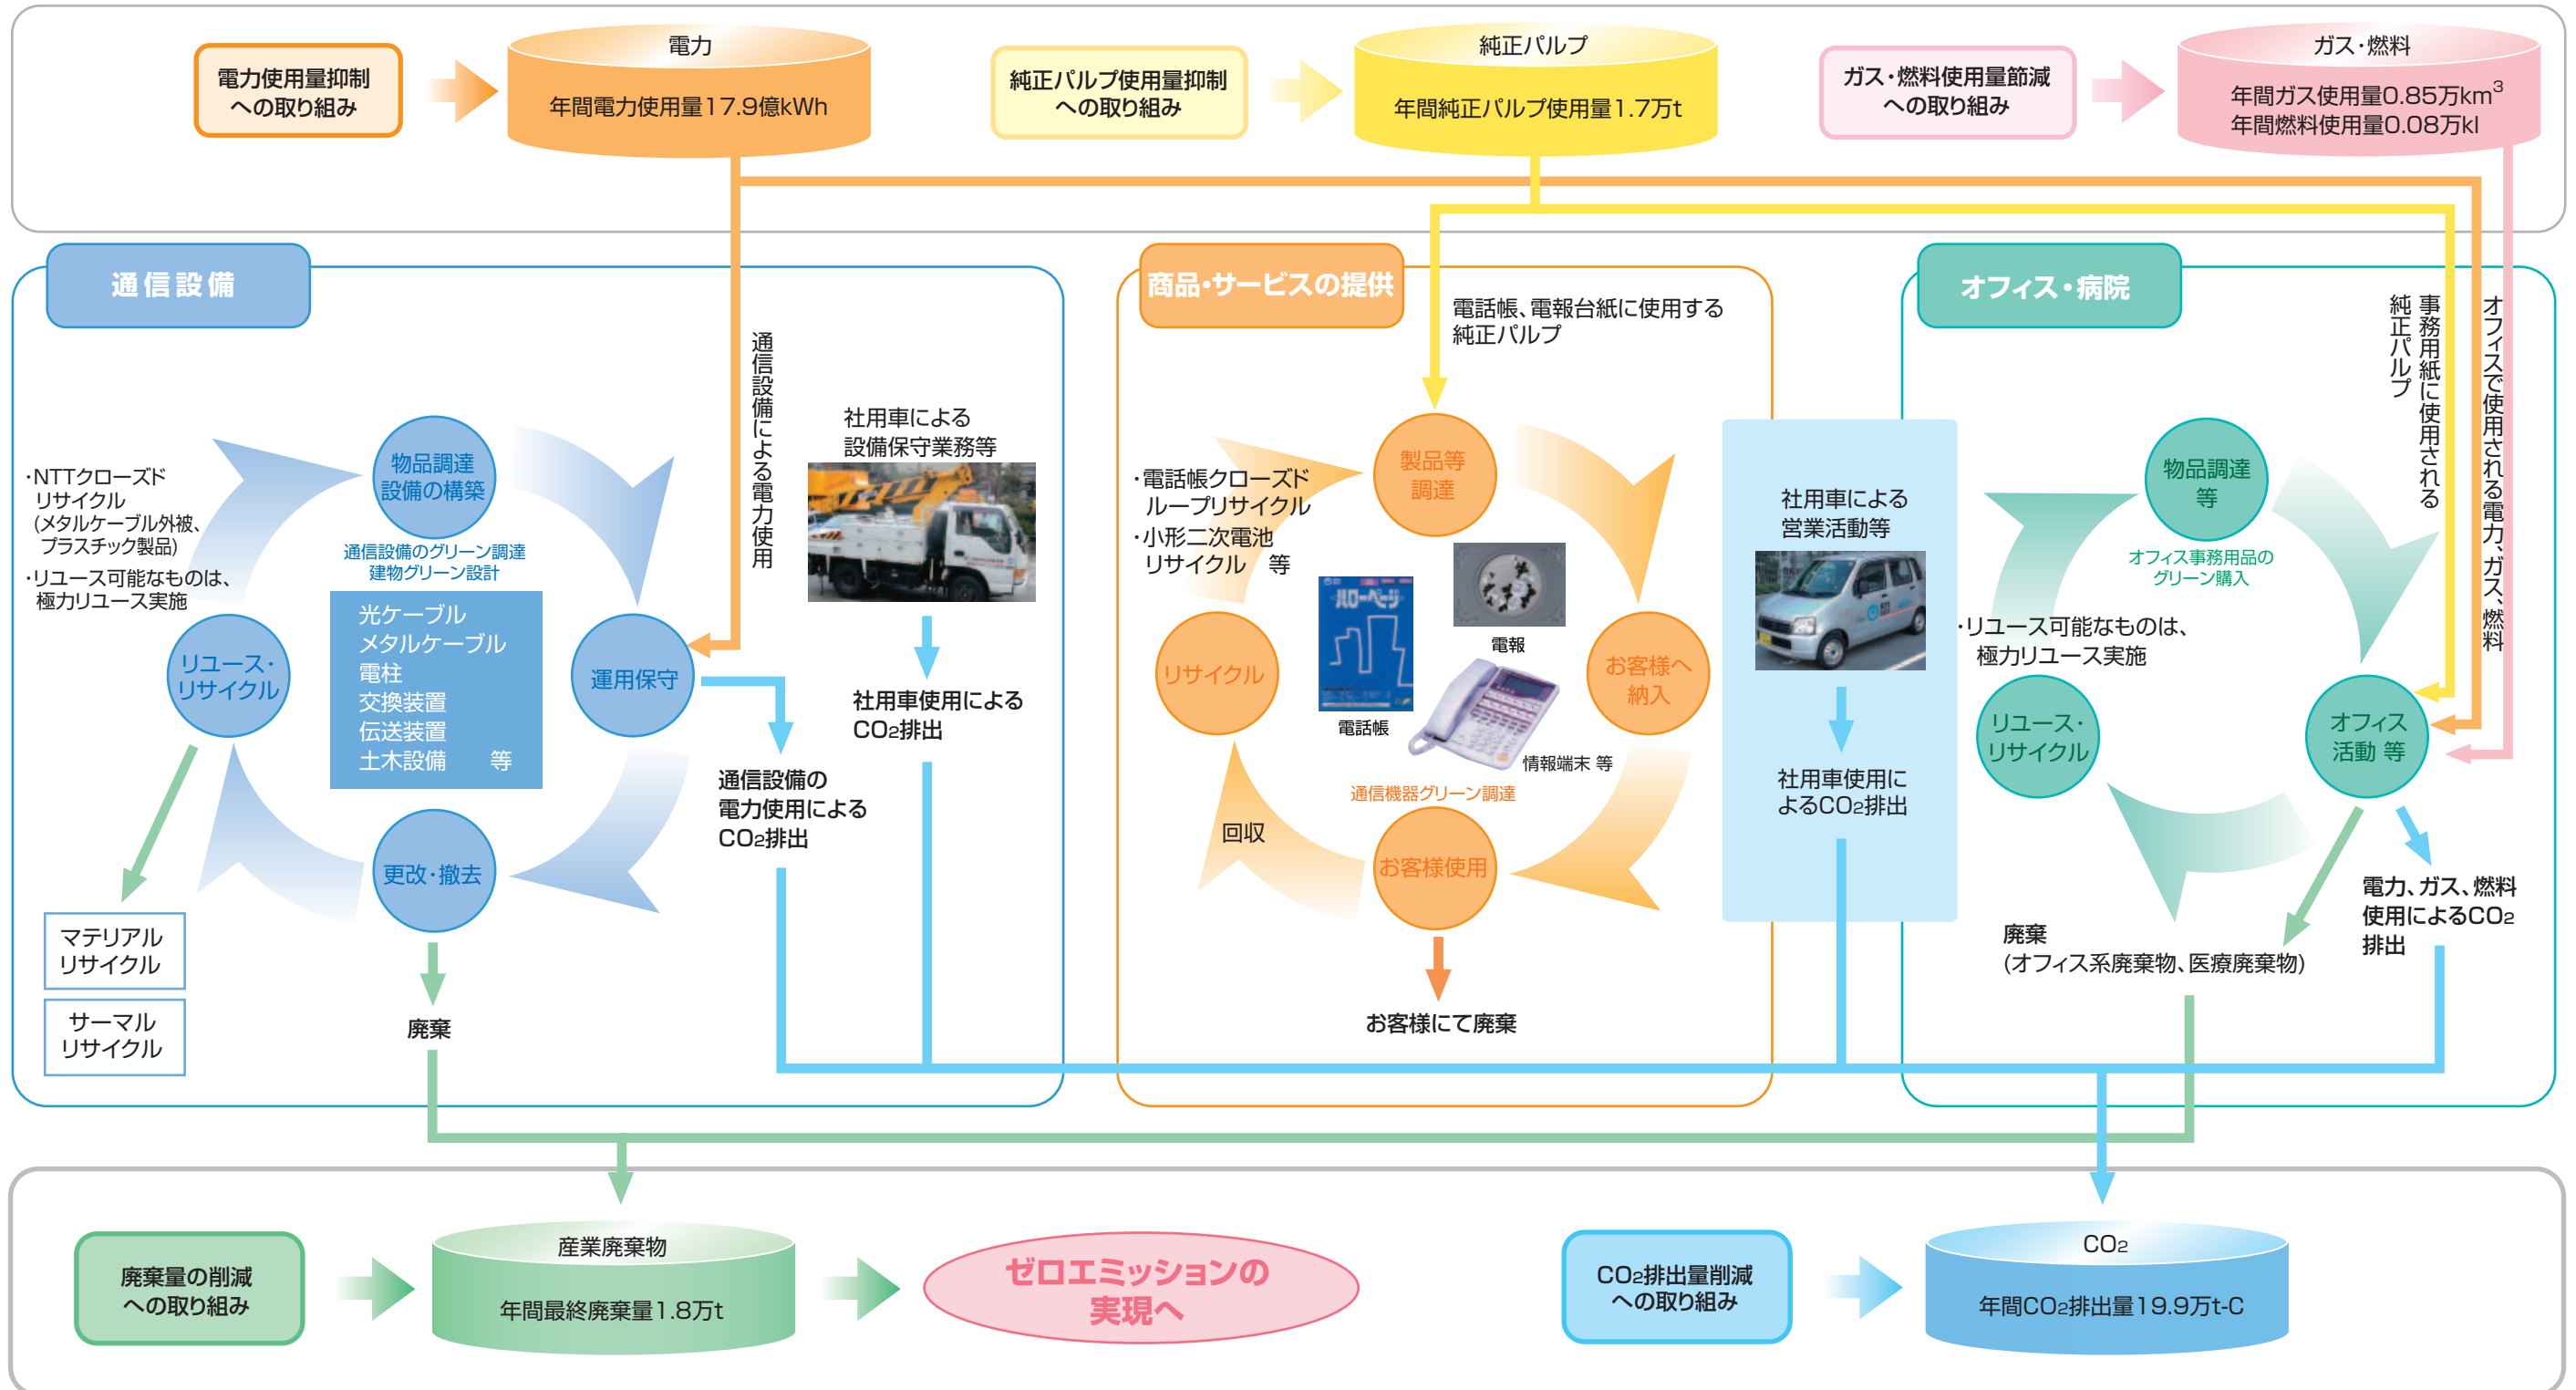 電力使用量抑制
への取り組み
電力
年間電力使用量17.9億kWh
純正パルプ使用量抑制
への取り組み
純正パルプ
年間純正パルプ使用量1.7万t
ガス・燃料使用量節減
への取り組み
ガス・燃料
年間ガス使用量0.85万km³
年間燃料使用量0.08万kl
通信設備
通信設備による電力使用
社用車による
設備保守業務等
社用車使用による
CO₂排出
・NTTクローズド
リサイクル
(メタルケーブル外被、
プラスチック製品)
・リユース可能なものは、
極力リユース実施
物品調達
設備の構築
通信設備のグリーン調達
建物グリーン設計
光ケーブル
メタルケーブル
電柱
交換装置
伝送装置
土木設備　等
リユース・
リサイクル
運用保守
更改・撤去
通信設備の
電力使用による
CO₂排出
マテリアル
リサイクル
サーマル
リサイクル
廃棄
商品・サービスの提供
電話帳、電報台紙に使用する
純正パルプ
・電話帳クローズド
ループリサイクル
・小形二次電池
リサイクル　等
製品等
調達
ハローページ
電報
電話帳
情報端末 等
リサイクル
お客様へ
納入
通信機器グリーン調達
回収
お客様使用
お客様にて廃棄
社用車による
営業活動等
社用車使用に
よるCO₂排出
オフィス・病院
事務用紙に使用される
純正パルプ
オフィスで使用される電力、ガス、燃料
物品調達
等
オフィス事務用品の
グリーン購入
・リユース可能なものは、
極力リユース実施
リユース・
リサイクル
オフィス
活動 等
電力、ガス、燃料
使用によるCO₂
排出
廃棄
(オフィス系廃棄物、医療廃棄物)
廃棄量の削減
への取り組み
産業廃棄物
年間最終廃棄量1.8万t
ゼロエミッションの
実現へ
CO₂排出量削減
への取り組み
CO₂
年間CO₂排出量19.9万t-C